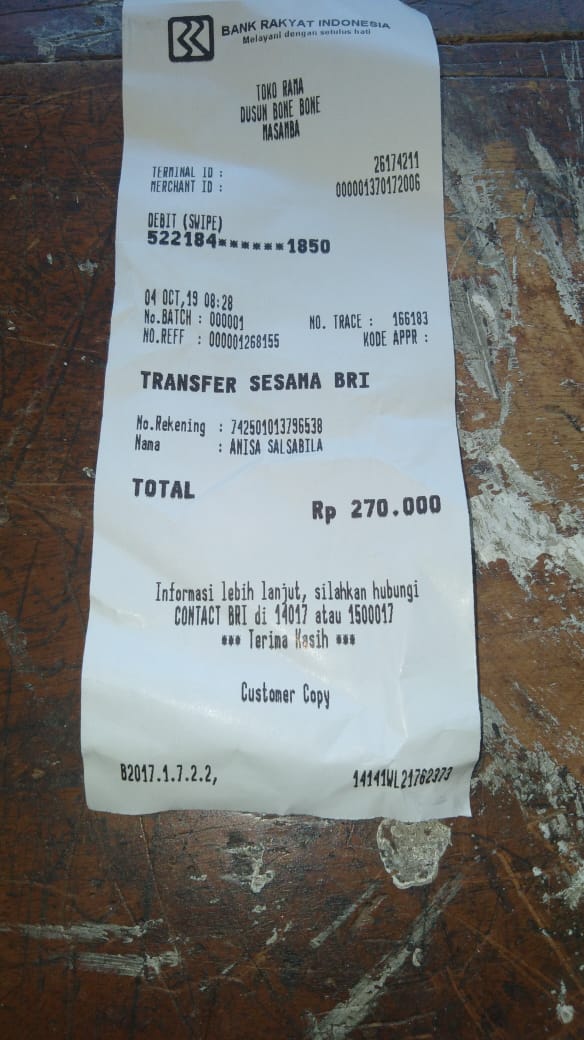 BANK RAKYAT INDONESIA
Melayani dengan setulus hati
TOKO RAMA
DUSUN BONE BONE
MASAMBA
TERMINAL ID : 26174211
MERCHANT ID : 000001370172006
DEBIT (SWIPE)
522184******1850
04 OCT,19 08:28
No.BATCH : 000001 NO. TRACE : 166183
NO.REFF : 000001268155 KODE APPR :
TRANSFER SESAMA BRI
No.Rekening : 742501013796538
Nama : ANISA SALSABILA
TOTAL
Rp 270.000
Informasi lebih lanjut, silahkan hubungi
CONTACT BRI di 14017 atau 1500017
*** Terima Kasih ***
Customer Copy
B2017.1.7.2.2, 14141WL21762373